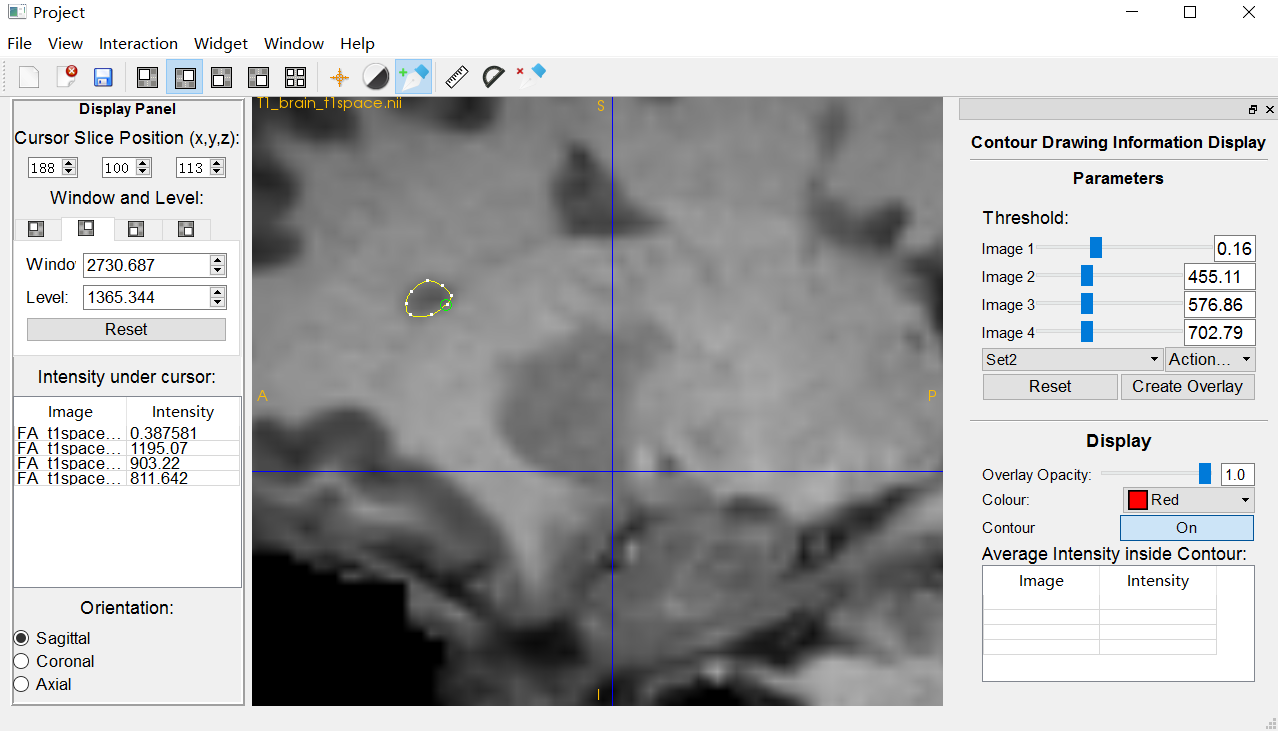 Project
File View Interaction Widget Window Help
Display Panel
Cursor Slice Position (x,y,z):
188 100 113
Window and Level:
Windo 2730.687
Level: 1365.344
Reset
Intensity under cursor:
Image Intensity
FA_t1space... 0.387581
FA_t1space... 1195.07
FA_t1space... 903.22
FA_t1space... 811.642
Orientation:
Sagittal
Coronal
Axial
T1_brain_t1space.nii
S
A
P
I
Contour Drawing Information Display
Parameters
Threshold:
Image 1 0.16
Image 2 455.11
Image 3 576.86
Image 4 702.79
Set2 Action...
Reset Create Overlay
Display
Overlay Opacity: 1.0
Colour: Red
Contour On
Average Intensity inside Contour:
Image Intensity